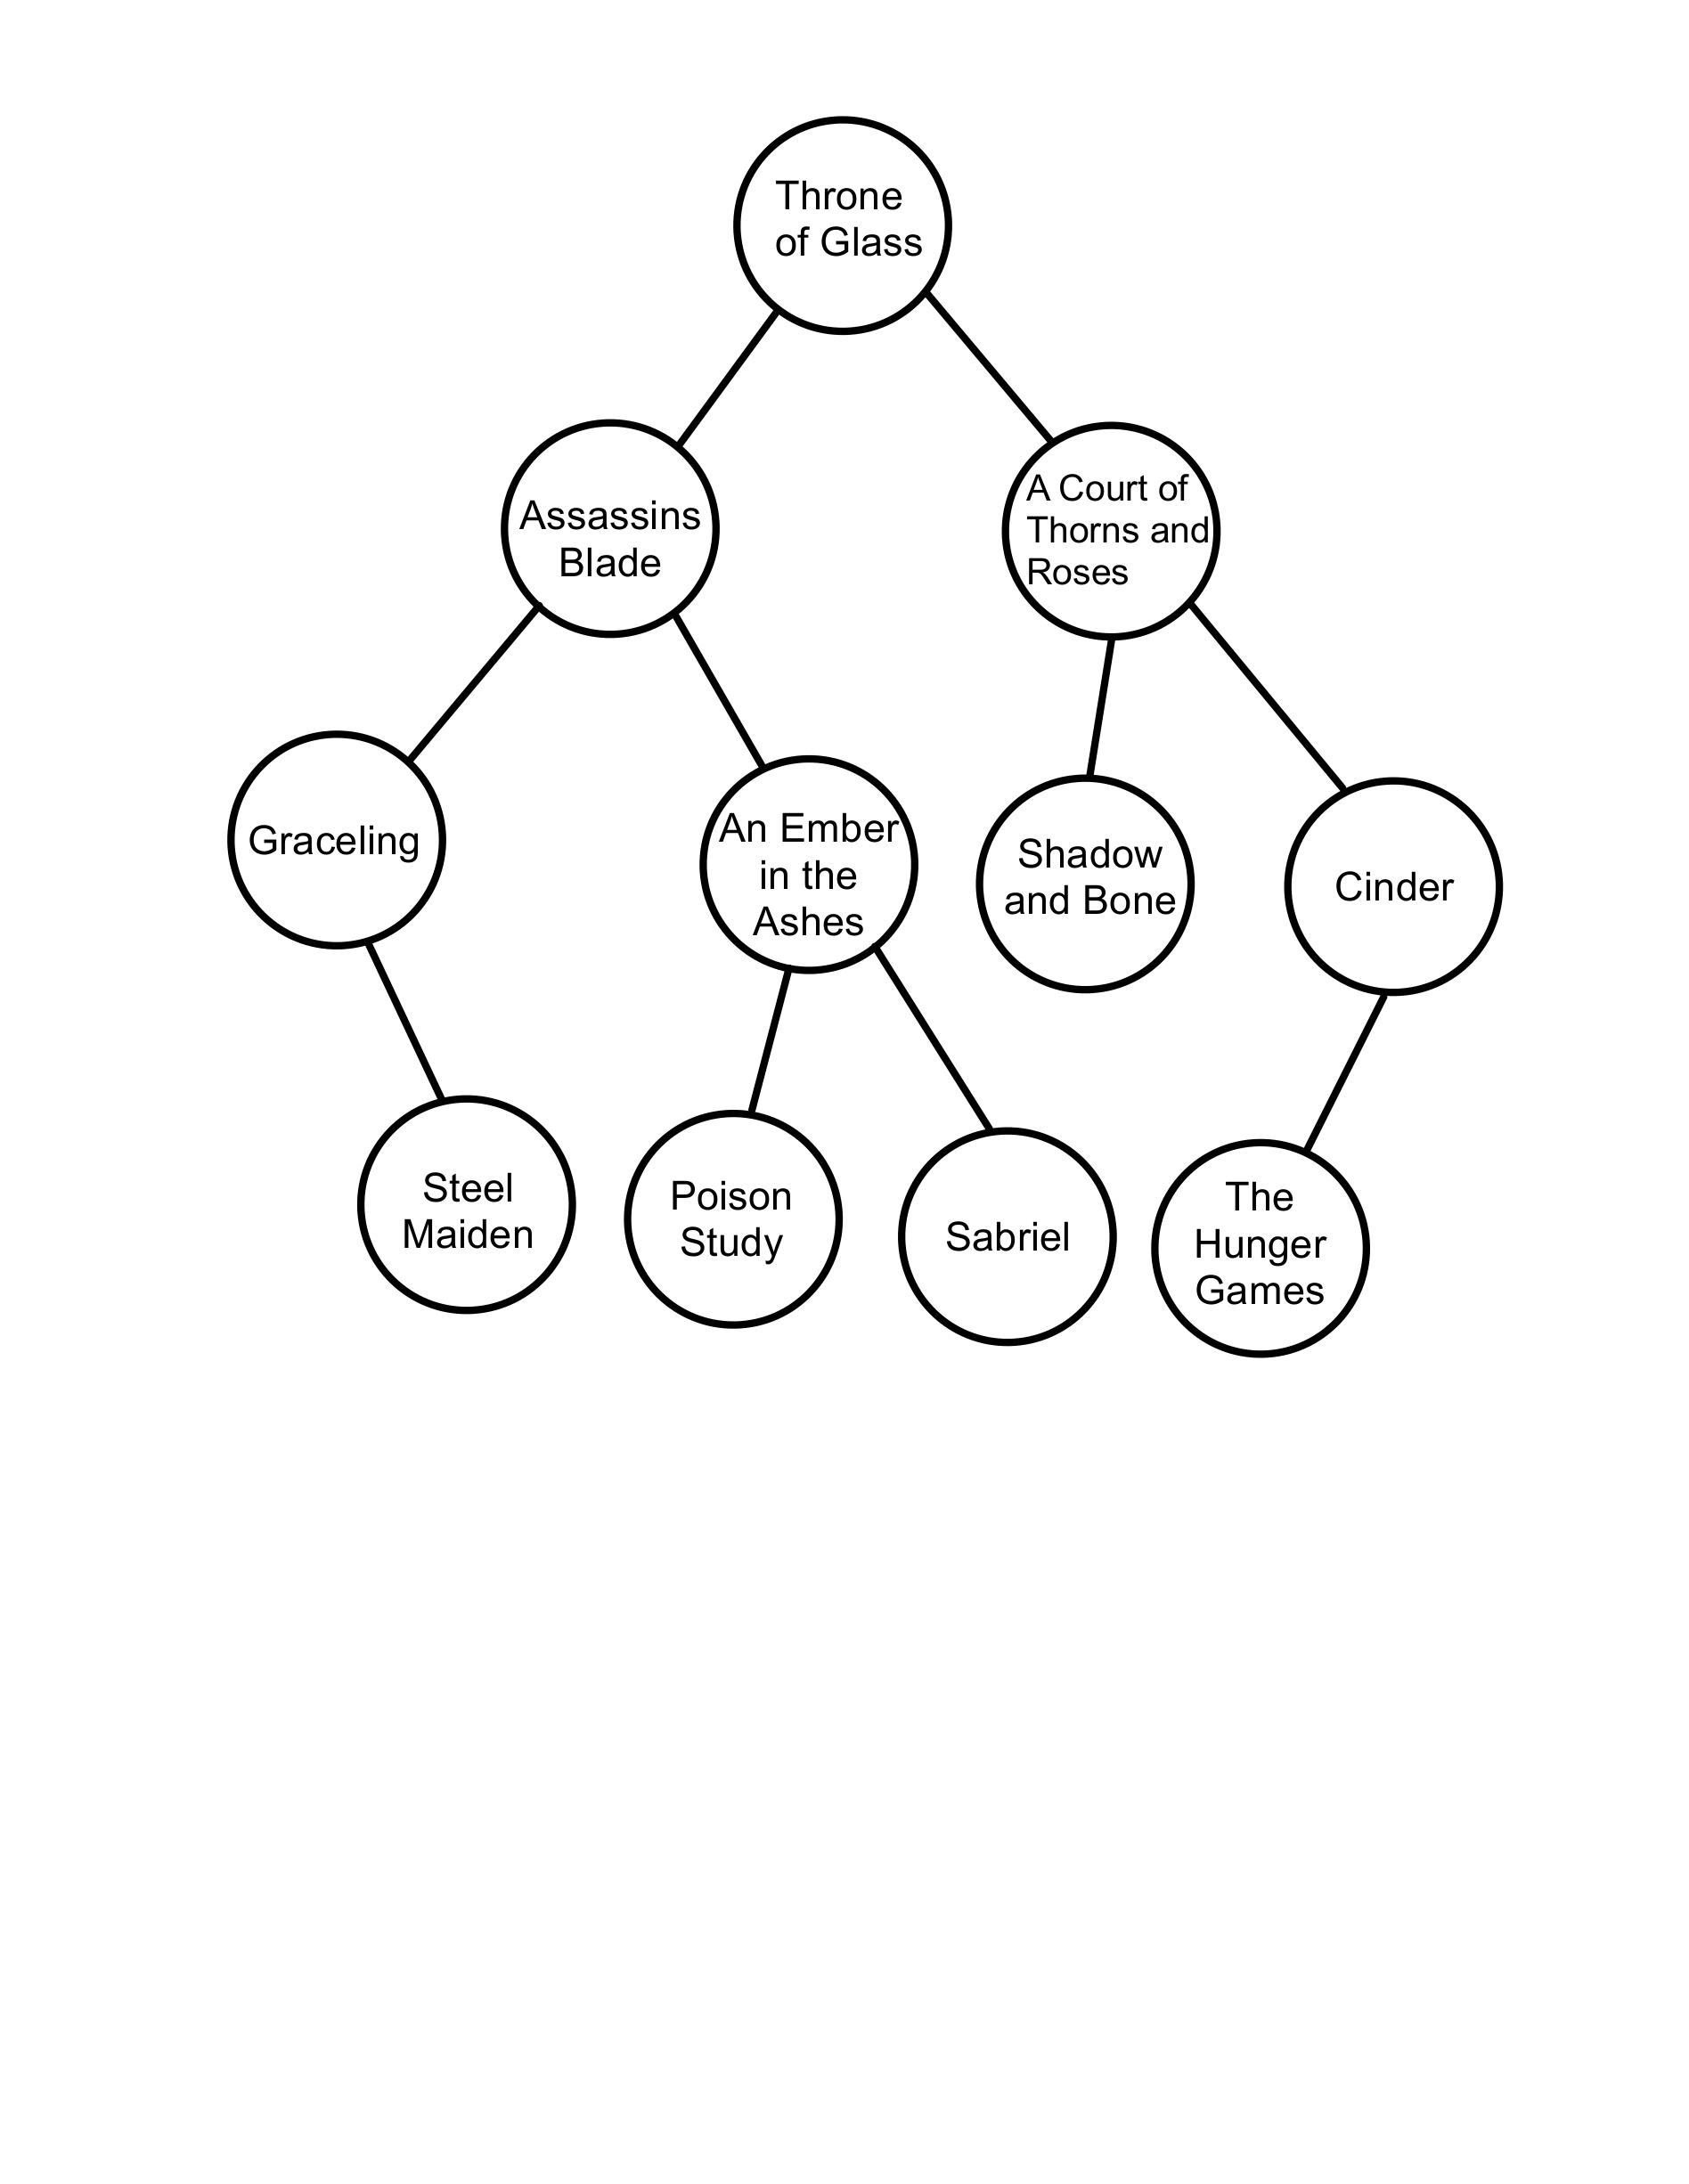 Throne
of Glass
Assassins
Blade
A Court of
Thorns and
Roses
Graceling
An Ember
in the
Ashes
Shadow
and Bone
Cinder
Steel
Maiden
Poison
Study
Sabriel
The
Hunger
Games